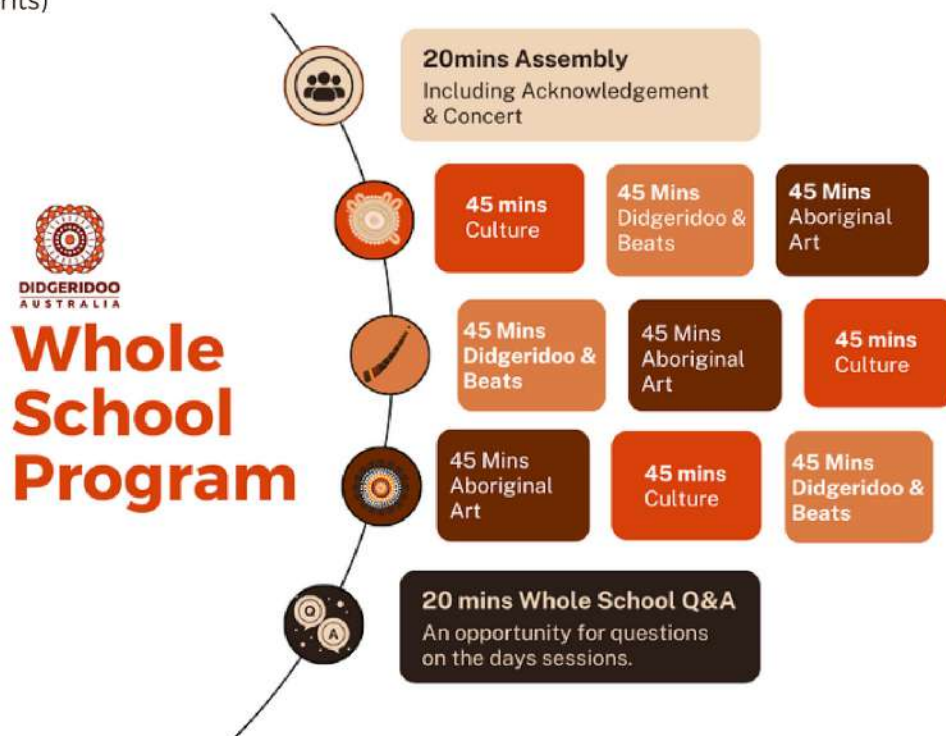 nts)
20mins Assembly
Including Acknowledgement
& Concert
45 mins
Culture
45 Mins
Didgeridoo &
Beats
45 Mins
Aboriginal
Art
DIDGERIDOO
AUSTRALIA
Whole
School
Program
45 Mins
Didgeridoo &
Beats
45 Mins
Aboriginal
Art
45 mins
Culture
45 Mins
Aboriginal
Art
45 mins
Culture
45 Mins
Didgeridoo &
Beats
Q
A
20 mins Whole School Q&A
An opportunity for questions
on the days sessions.